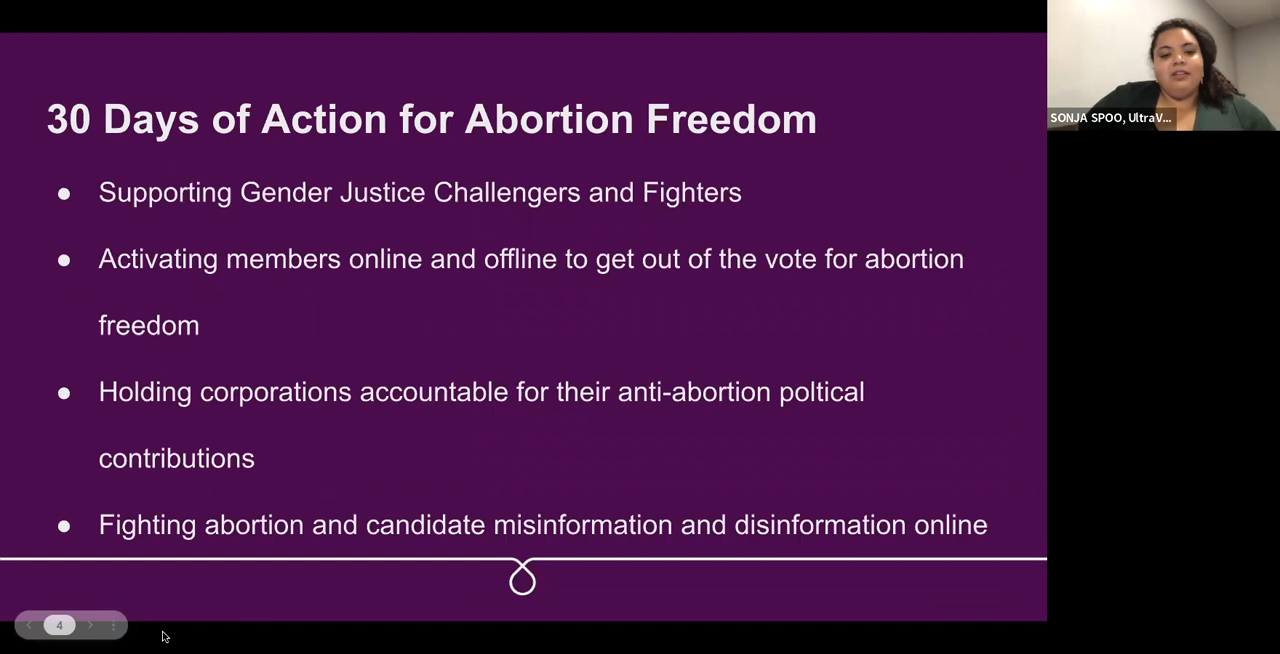 30 Days of Action for Abortion Freedom
● Supporting Gender Justice Challengers and Fighters
● Activating members online and offline to get out of the vote for abortion
freedom
● Holding corporations accountable for their anti-abortion poltical
contributions
● Fighting abortion and candidate misinformation and disinformation online
4
SONJA SPOO, UltraV...